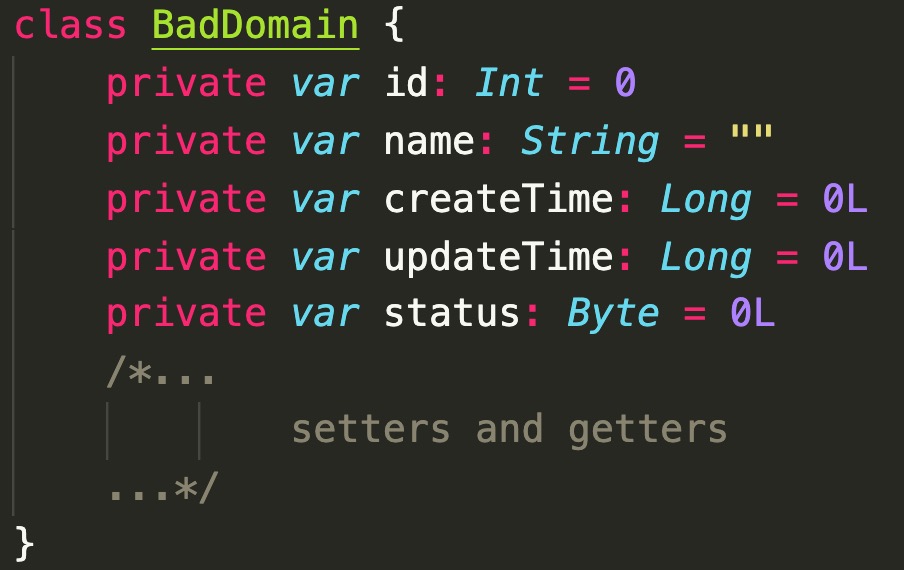 class BadDomain {
private var id: Int = 0
private var name: String = ""
private var createTime: Long = 0L
private var updateTime: Long = 0L
private var status: Byte = 0L
/*...
setters and getters
...*/
}